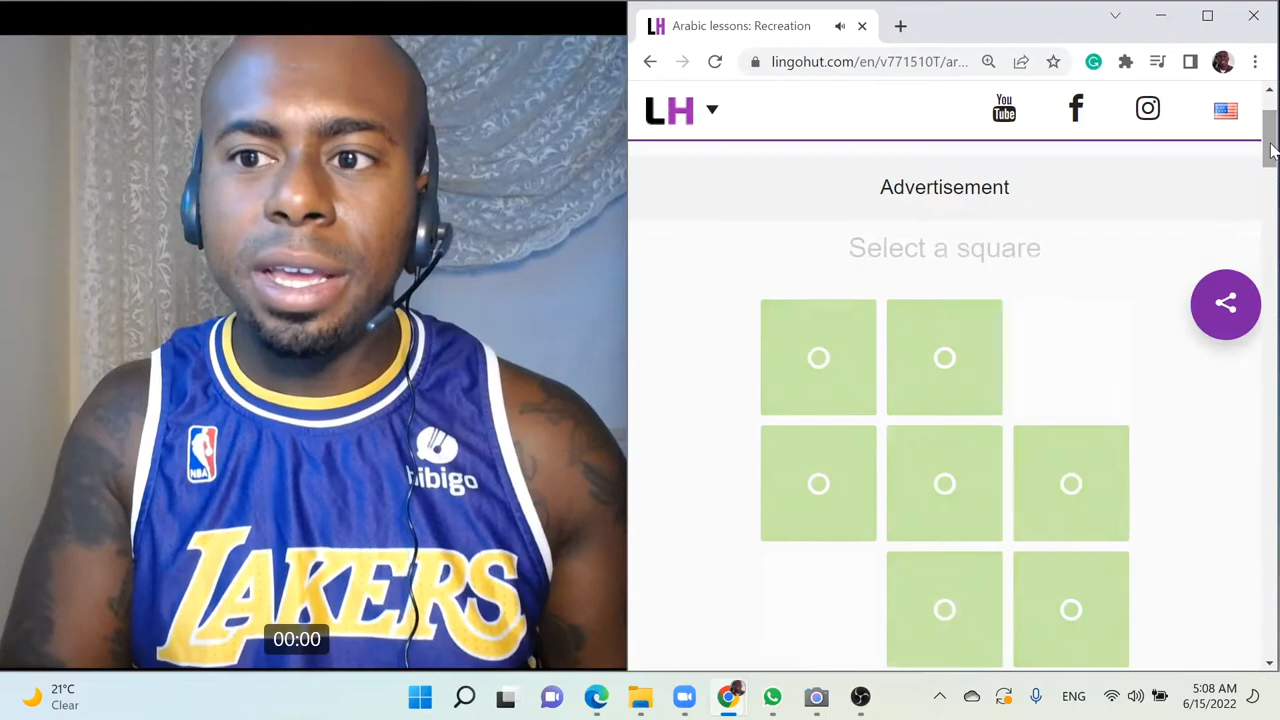 NBA
bibigo
LAKERS
00:00
LH Arabic lessons: Recreation
lingohut.com/en/v771510T/ar...
LH
You
Tube
Advertisement
Select a square
21°C
Clear
ENG
5:08 AM
6/15/2022